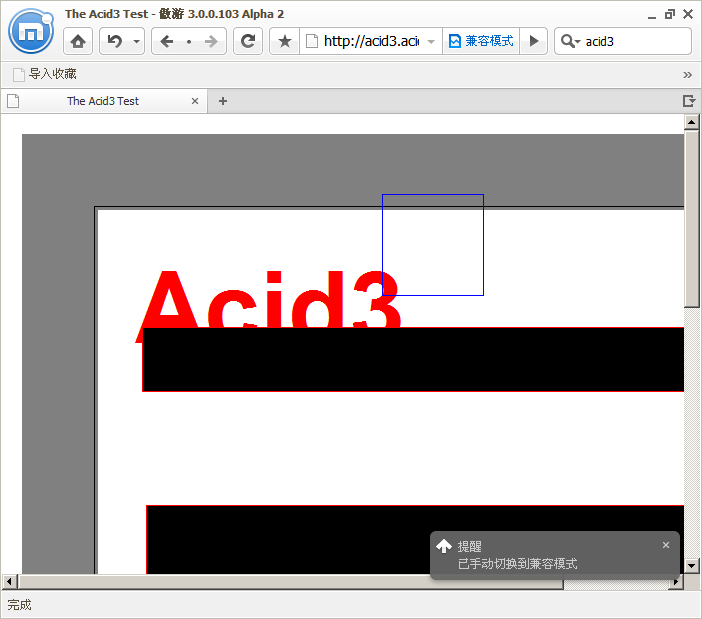 The Acid3 Test - 傲游 3.0.0.103 Alpha 2
http://acid3.aci
兼容模式
acid3
导入收藏
The Acid3 Test
Acid3
提醒
已手动切换到兼容模式
完成